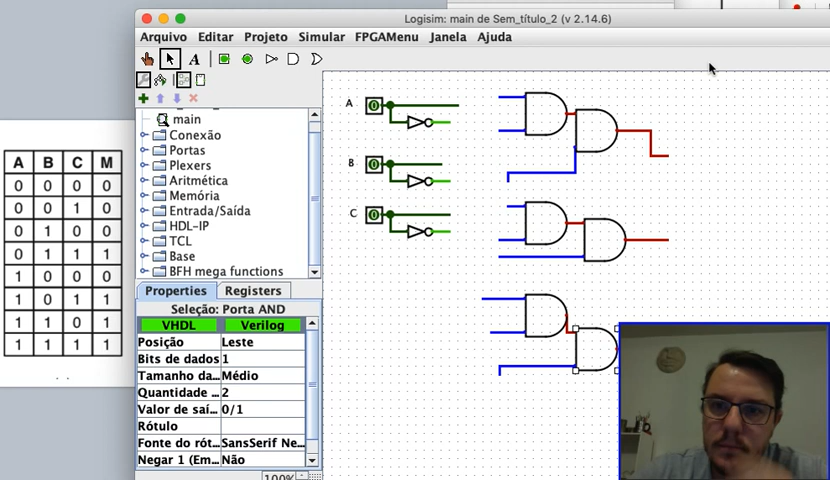 Logisim: main de Sem_título_2 (v 2.14.6)
Arquivo Editar Projeto Simular FPGAMenu Janela Ajuda
A
main
Conexão
Portas
Plexers
Aritmética
Memória
Entrada/Saída
HDL-IP
TCL
Base
BFH mega functions
Properties Registers
Seleção: Porta AND
VHDL Verilog
Posição Leste
Bits de dados 1
Tamanho da... Médio
Quantidade ... 2
Valor de saí... 0/1
Rótulo
Fonte do rót... SansSerif Ne...
Negar 1 (Em... Não
100%
A B C M
0 0 0 0
0 0 1 0
0 1 0 0
0 1 1 1
1 0 0 0
1 0 1 1
1 1 0 1
1 1 1 1
A 0
B 0
C 0